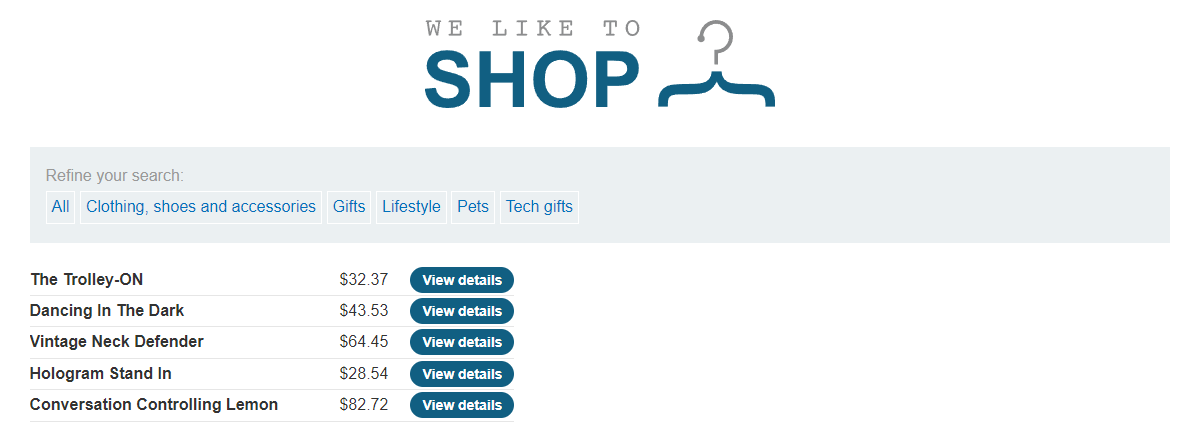 WE LIKE TO
SHOP
Refine your search:
All Clothing, shoes and accessories Gifts Lifestyle Pets Tech gifts
The Trolley-ON $32.37 View details
Dancing In The Dark $43.53 View details
Vintage Neck Defender $64.45 View details
Hologram Stand In $28.54 View details
Conversation Controlling Lemon $82.72 View details